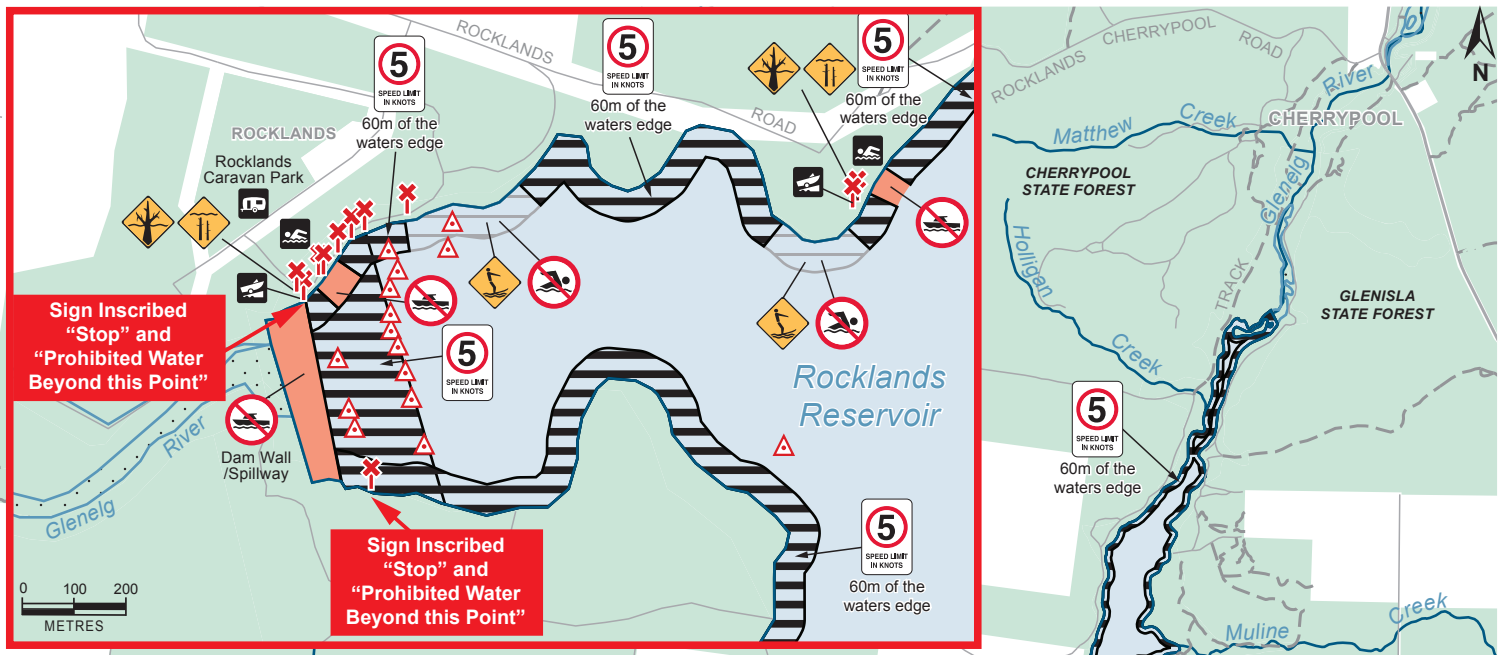 ROCKLANDS
ROAD
5
SPEED LIMIT
IN KNOTS
60m of the
waters edge
5
SPEED LIMIT
IN KNOTS
60m of the
waters edge
5
SPEED LIMIT
IN KNOTS
60m of the
waters edge
ROCKLANDS
Rocklands
Caravan Park
Sign Inscribed
“Stop” and
“Prohibited Water
Beyond this Point”
5
SPEED LIMIT
IN KNOTS
Rocklands
Reservoir
Dam Wall
/Spillway
Glenelg
River
Sign Inscribed
“Stop” and
“Prohibited Water
Beyond this Point”
5
SPEED LIMIT
IN KNOTS
60m of the
waters edge
0 100 200
METRES
ROCKLANDS CHERRYPOOL ROAD
N
River
Matthew Creek
CHERRYPOOL
CHERRYPOOL
STATE FOREST
Glenelg
Holligan
Creek
TRACK
GLENISLA
STATE FOREST
5
SPEED LIMIT
IN KNOTS
60m of the
waters edge
Muline Creek